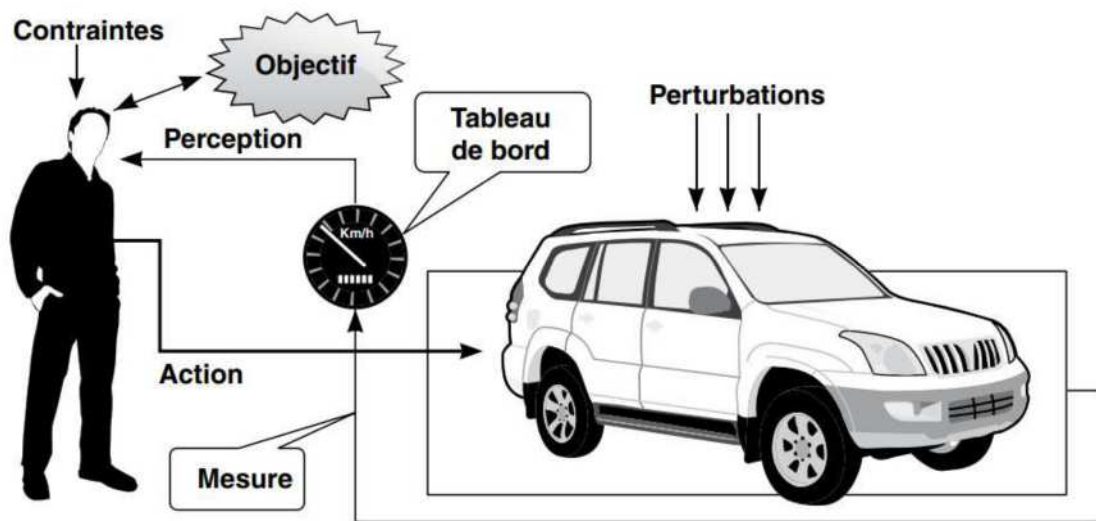 Contraintes
Objectif
Perception
Tableau
de bord
Perturbations
Km/h
Action
Mesure